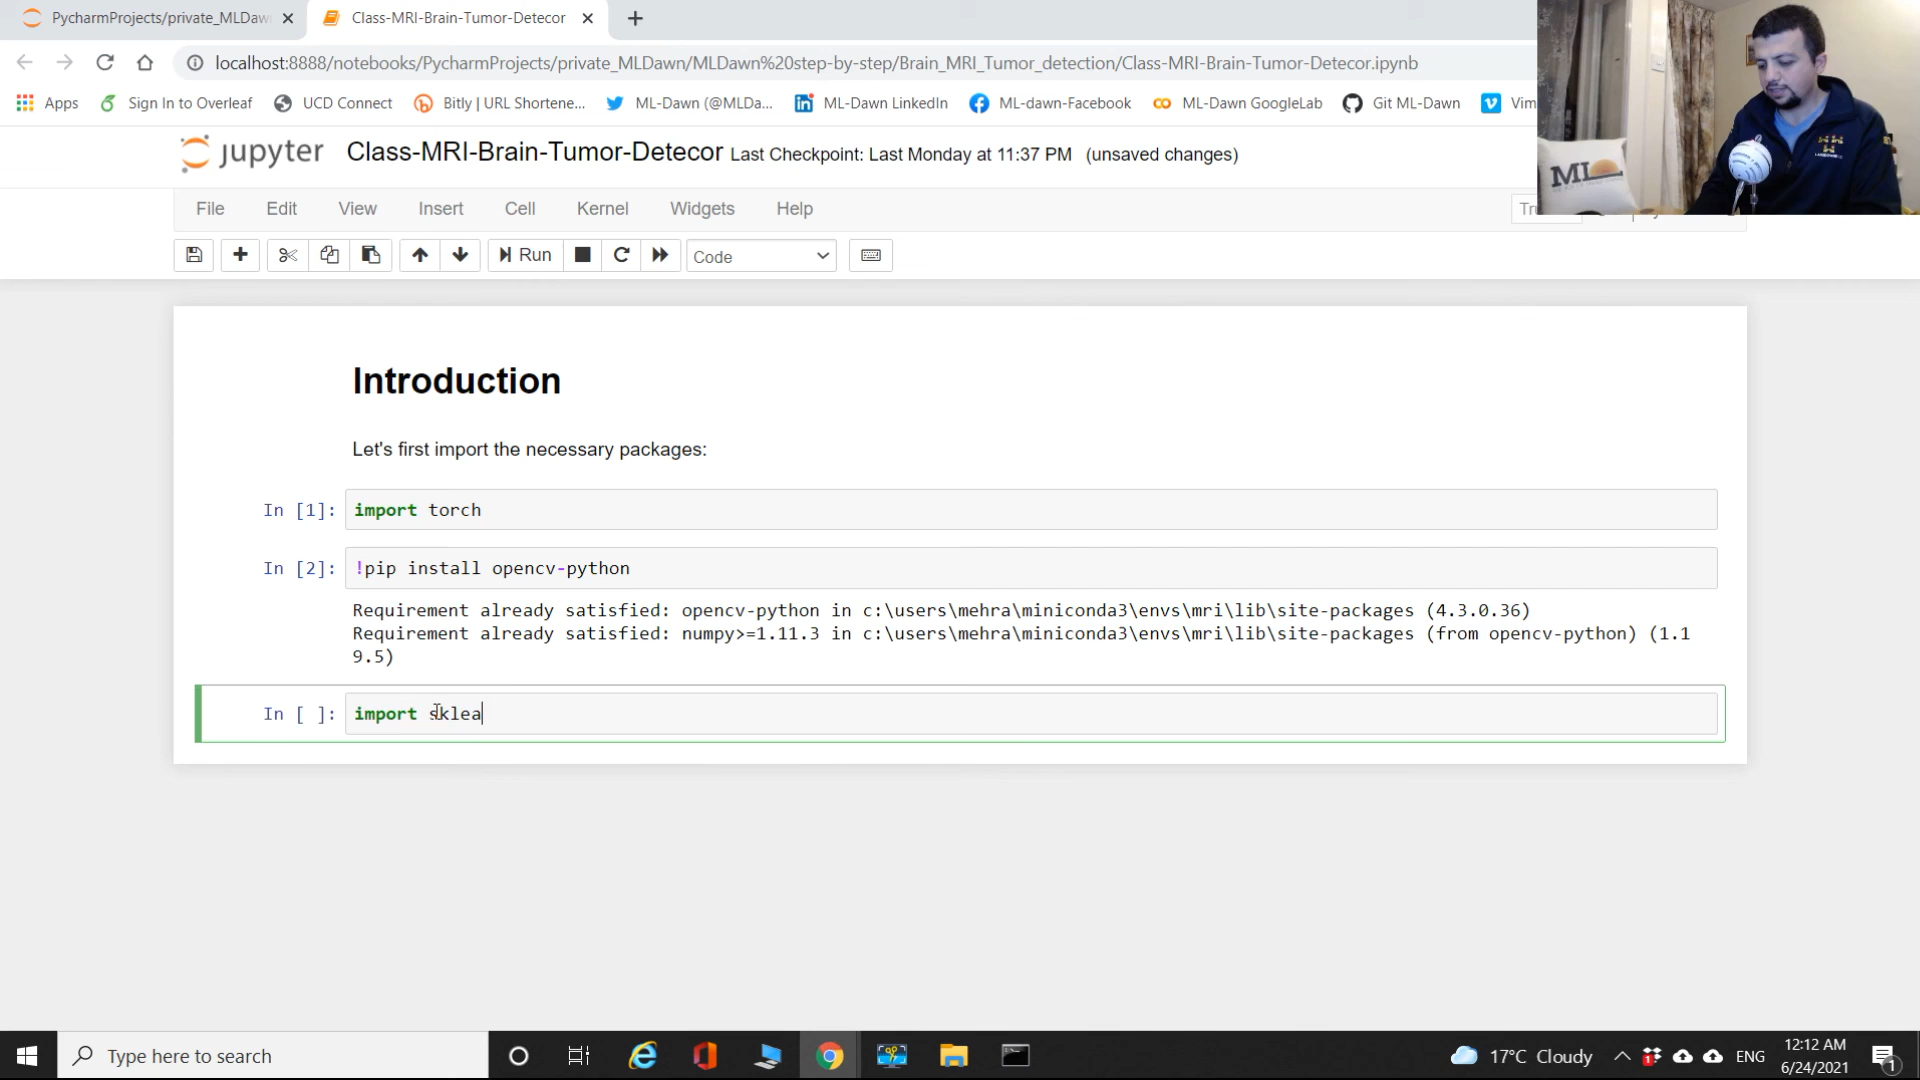 PycharmProjects/private_MLDaw
Class-MRI-Brain-Tumor-Detecor
localhost:8888/notebooks/PycharmProjects/private_MLDawn/MLDawn%20step-by-step/Brain_MRI_Tumor_detection/Class-MRI-Brain-Tumor-Detecor.ipynb
Apps Sign In to Overleaf UCD Connect Bitly | URL Shortene... ML-Dawn (@MLDa... ML-Dawn LinkedIn ML-dawn-Facebook ML-Dawn GoogleLab Git ML-Dawn Vim
jupyter Class-MRI-Brain-Tumor-Detecor Last Checkpoint: Last Monday at 11:37 PM (unsaved changes)
ML
File Edit View Insert Cell Kernel Widgets Help
Run Code
Introduction
Let's first import the necessary packages:
In [1]: import torch
In [2]: !pip install opencv-python
Requirement already satisfied: opencv-python in c:\users\mehra\miniconda3\envs\mri\lib\site-packages (4.3.0.36)
Requirement already satisfied: numpy>=1.11.3 in c:\users\mehra\miniconda3\envs\mri\lib\site-packages (from opencv-python) (1.1
9.5)
In [ ]: import sklea
Type here to search
17°C Cloudy
1
ENG
12:12 AM
6/24/2021
1